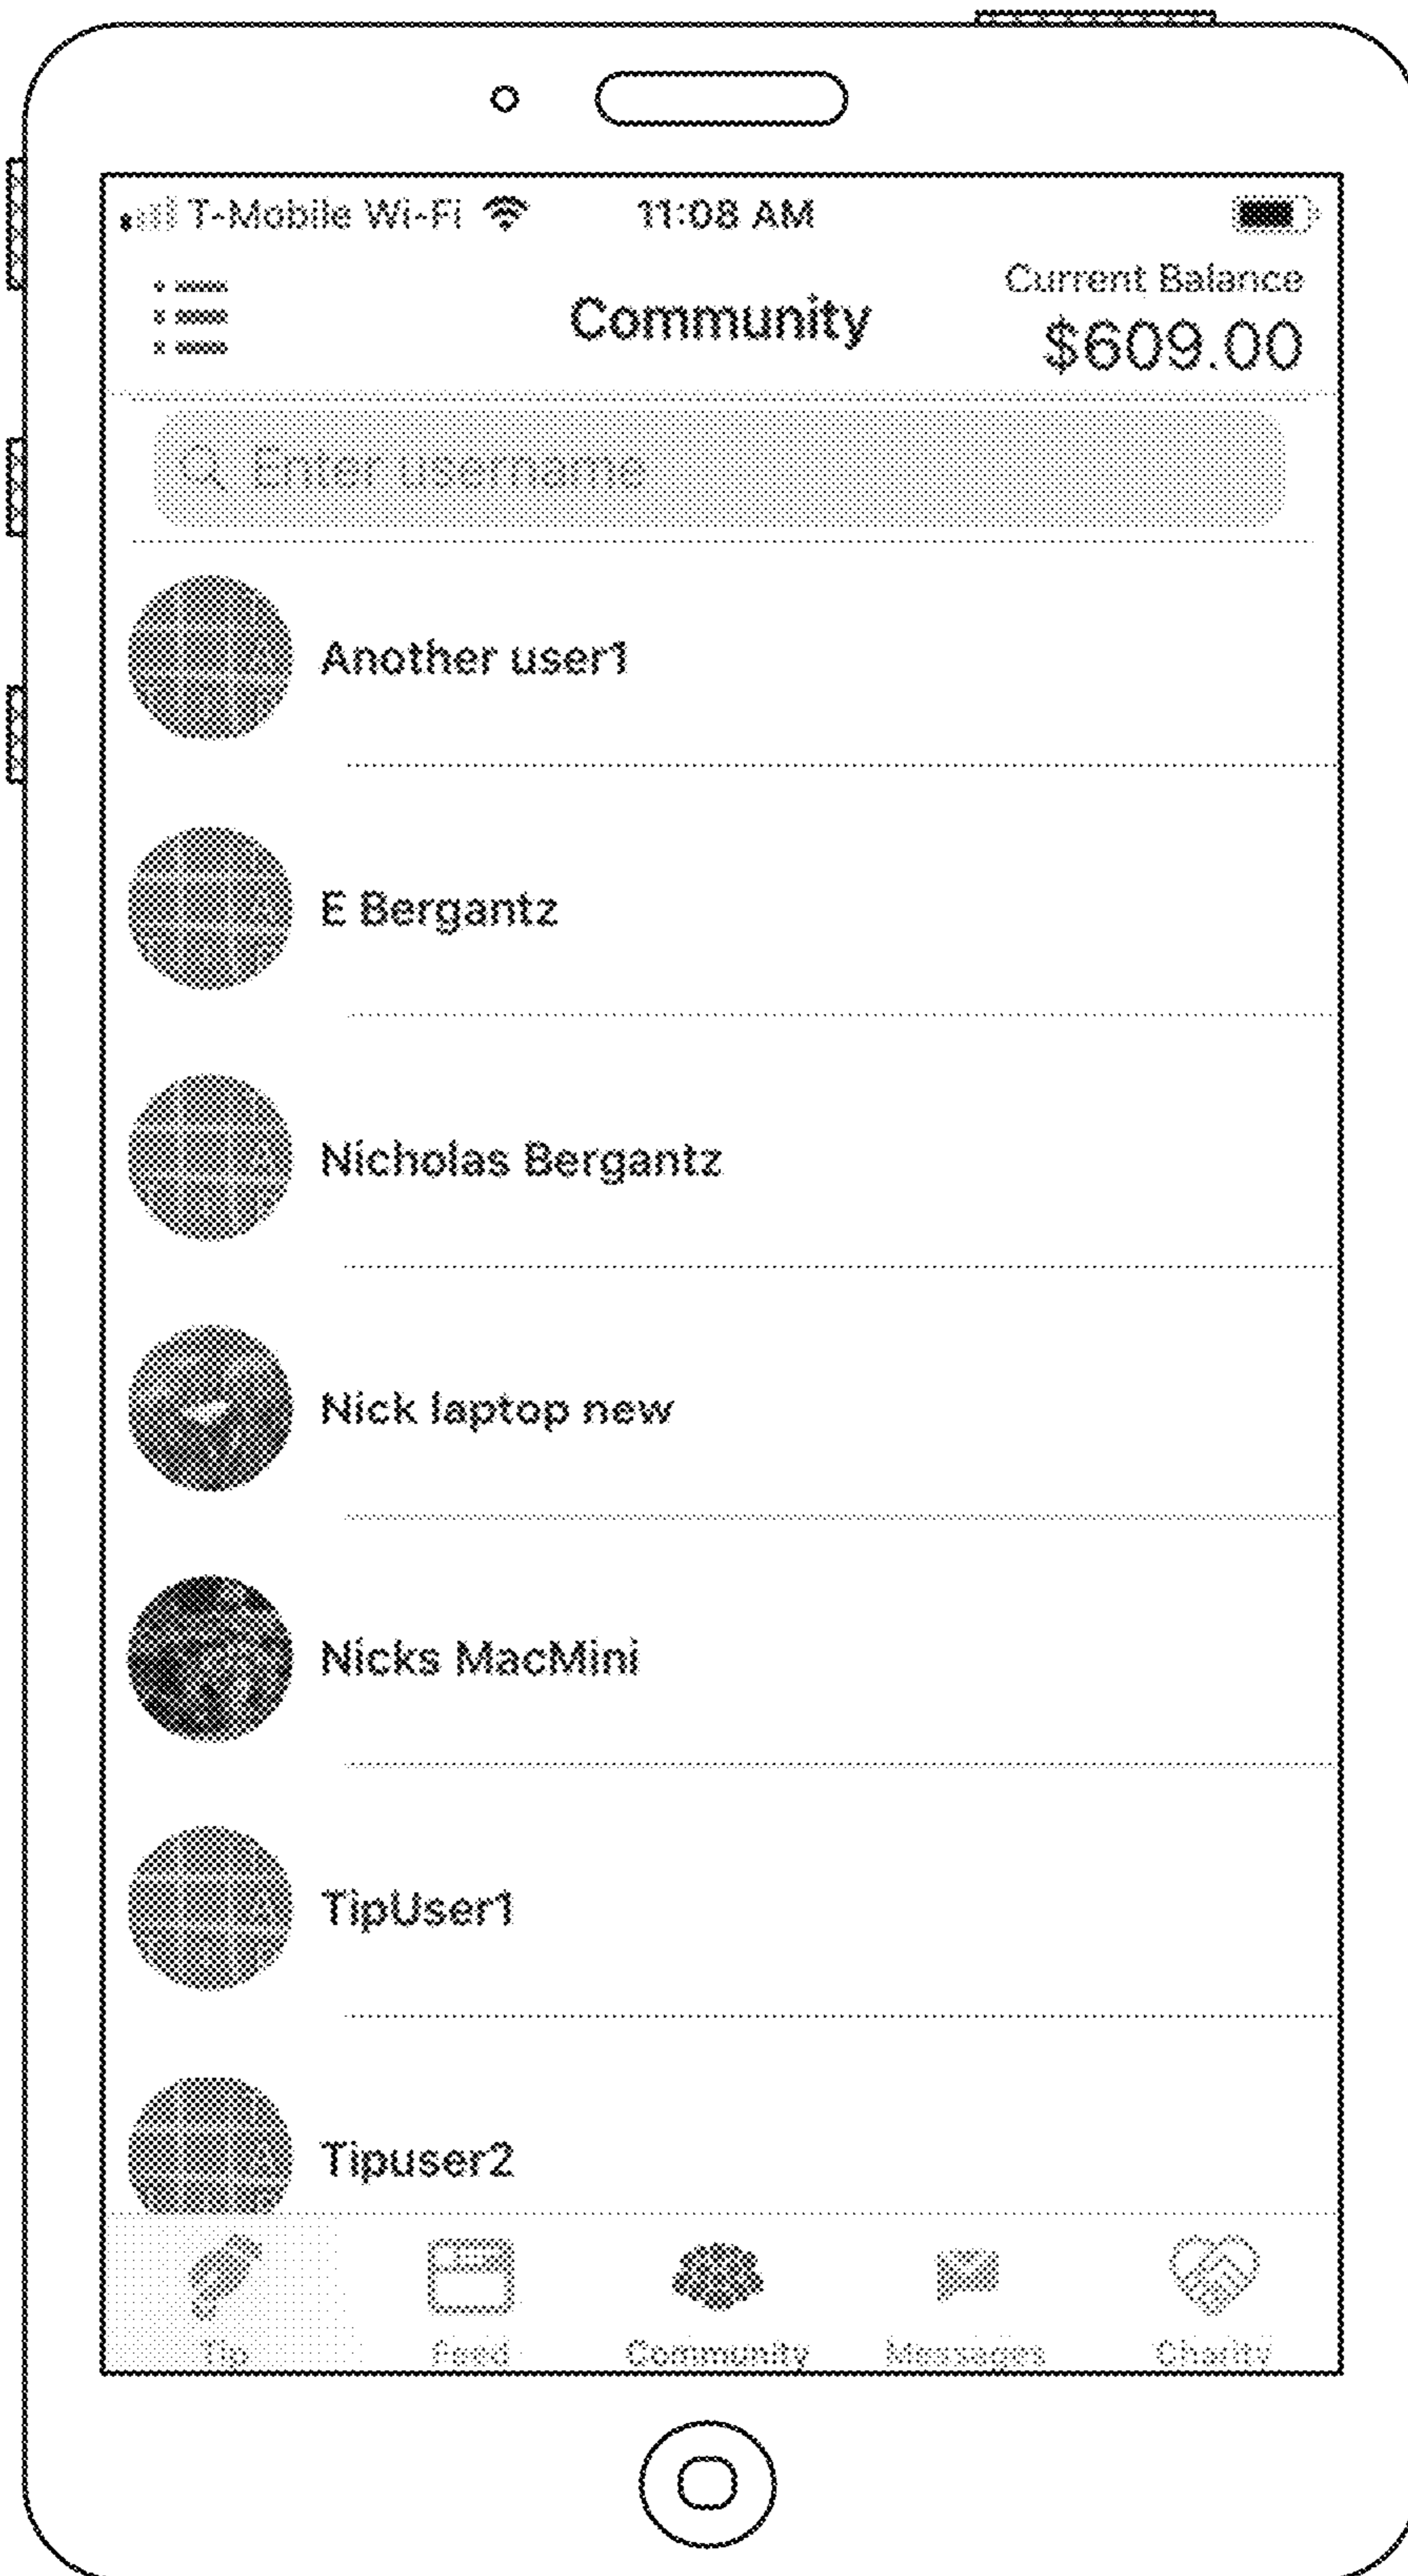 T-Mobile Wi-Fi 11:08 AM
Current Balance
Community
$609.00
Enter username
Another user1
E Bergantz
Nicholas Bergantz
Nick laptop new
Nicks MacMini
TipUser1
Tipuser2
Tip Feed Community Messages Charity